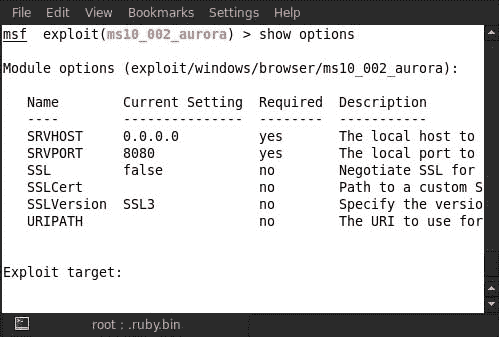 File Edit View Bookmarks Settings Help
msf exploit(ms10_002_aurora) > show options
Module options (exploit/windows/browser/ms10_002_aurora):
Name Current Setting Required Description
---- --------------- -------- -----------
SRVHOST 0.0.0.0 yes The local host to
SRVPORT 8080 yes The local port to
SSL false no Negotiate SSL for
SSLCert no Path to a custom S
SSLVersion SSL3 no Specify the versio
URIPATH no The URI to use for
Exploit target:
root : .ruby.bin